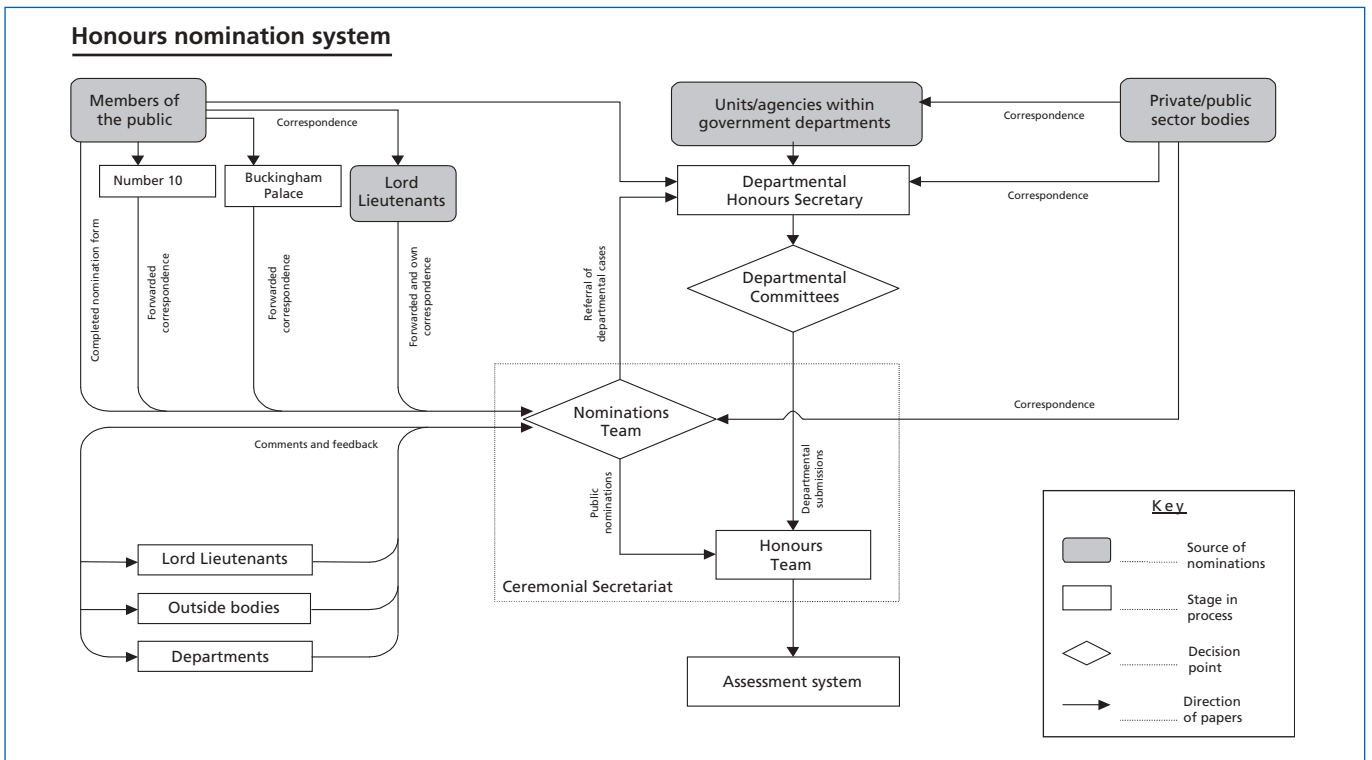 Honours nomination system
Members of
the public
Correspondence
Units/agencies within
government departments
Correspondence
Private/public
sector bodies
Number 10
Buckingham
Palace
Lord
Lieutenants
Departmental
Honours Secretary
Correspondence
Completed nomination form
Forwarded
correspondence
Forwarded
correspondence
Forwarded and own
correspondence
Referral of
departmental cases
Departmental
Committees
Nominations
Team
Correspondence
Comments and feedback
Public
nominations
Departmental
submissions
Lord Lieutenants
Outside bodies
Departments
Honours
Team
Ceremonial Secretariat
Assessment system
Key
Source of
nominations
Stage in
process
Decision
point
Direction
of papers